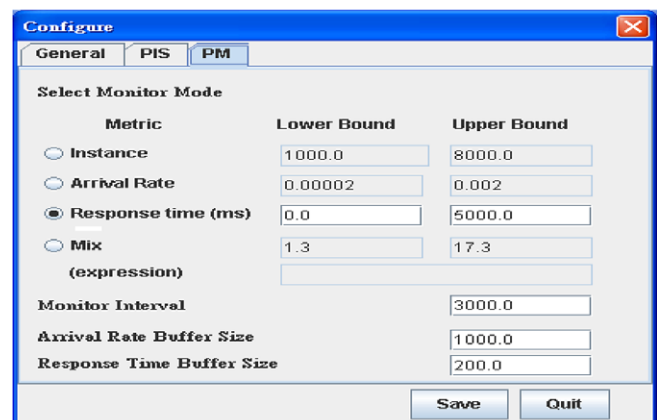 Configure
General PIS PM
Select Monitor Mode
Metric Lower Bound Upper Bound
Instance 1000.0 8000.0
Arrival Rate 0.00002 0.002
Response time (ms) 0.0 5000.0
Mix 1.3 17.3
(expression)
Monitor Interval 3000.0
Arrival Rate Buffer Size 1000.0
Response Time Buffer Size 200.0
Save Quit